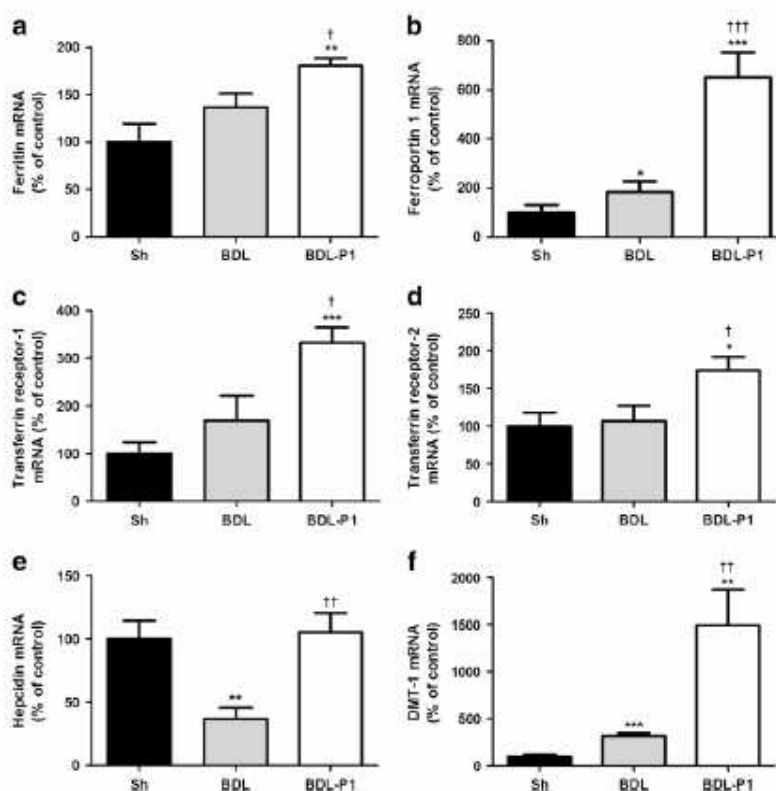 a
Ferritin mRNA
(% of control)
200
150
100
50
0
†
**
Sh BDL BDL-P1
b
Ferroportin 1 mRNA
(% of control)
800
600
400
200
0
*
†††
***
Sh BDL BDL-P1
c
Transferrin receptor-1
mRNA (% of control)
400
300
200
100
0
†
***
Sh BDL BDL-P1
d
Transferrin receptor-2
mRNA (% of control)
250
200
150
100
50
0
†
*
Sh BDL BDL-P1
e
Hepcidin mRNA
(% of control)
150
100
50
0
**
††
Sh BDL BDL-P1
f
DMT-1 mRNA
(% of control)
2000
1500
1000
500
0
***
††
**
Sh BDL BDL-P1